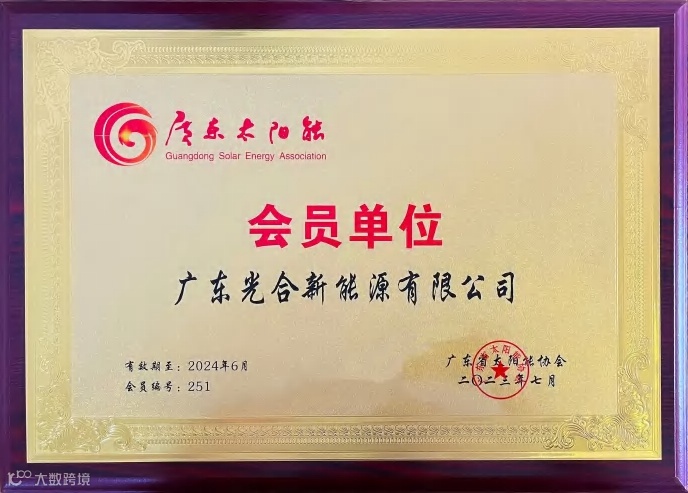 廣东太阳能
Guangdong Solar Energy Association
会员单位
广东光合新能源有限公司
有效期至：2024年6月
会员编号：251
广东省太阳能协会
二〇二三年七月
大数跨境